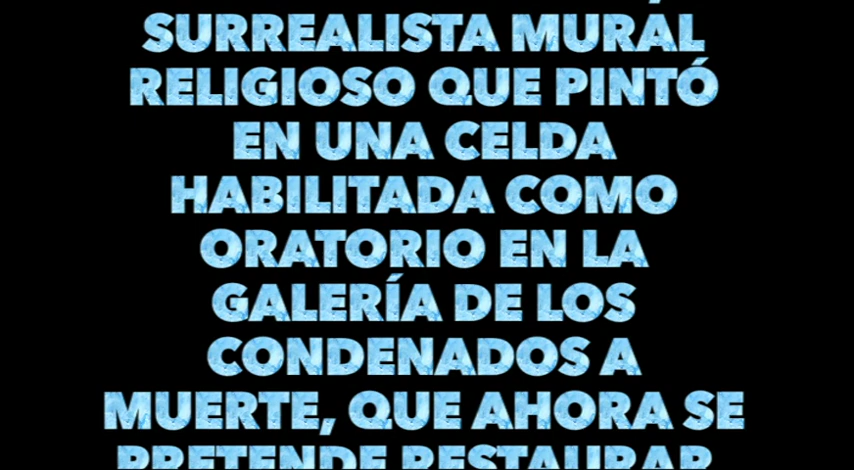 SURREALISTA MURAL
RELIGIOSO QUE PINTÓ
EN UNA CELDA
HABILITADA COMO
ORATORIO EN LA
GALERÍA DE LOS
CONDENADOS A
MUERTE, QUE AHORA SE
PRETENDE RESTAURAR